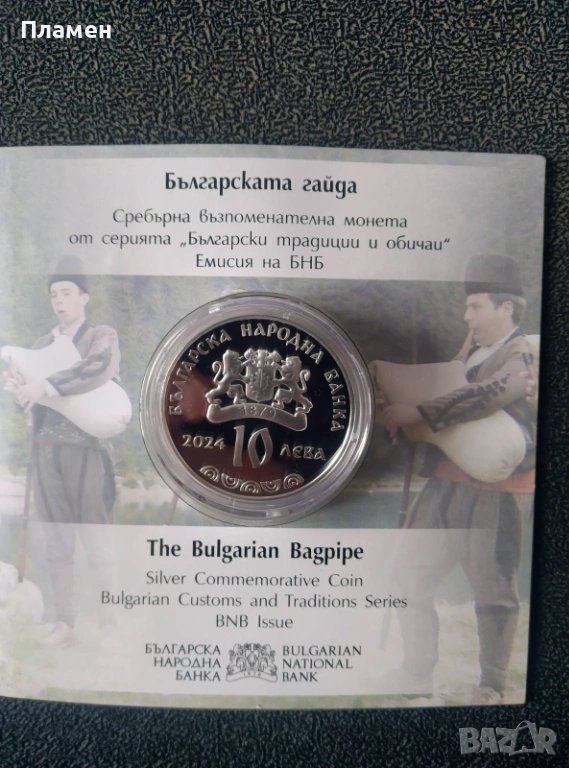 Пламен
Българската гайда
Сребърна възпоменателна монета
от серията „Български традиции и обичаи“
Емисия на БНБ
БЪЛГАРСКА НАРОДНА БАНКА
1879
2024 10 ЛЕВА
The Bulgarian Bagpipe
Silver Commemorative Coin
Bulgarian Customs and Traditions Series
BNB Issue
БЪЛГАРСКА
НАРОДНА
БАНКА
1879
BULGARIAN
NATIONAL
BANK
BAZAR